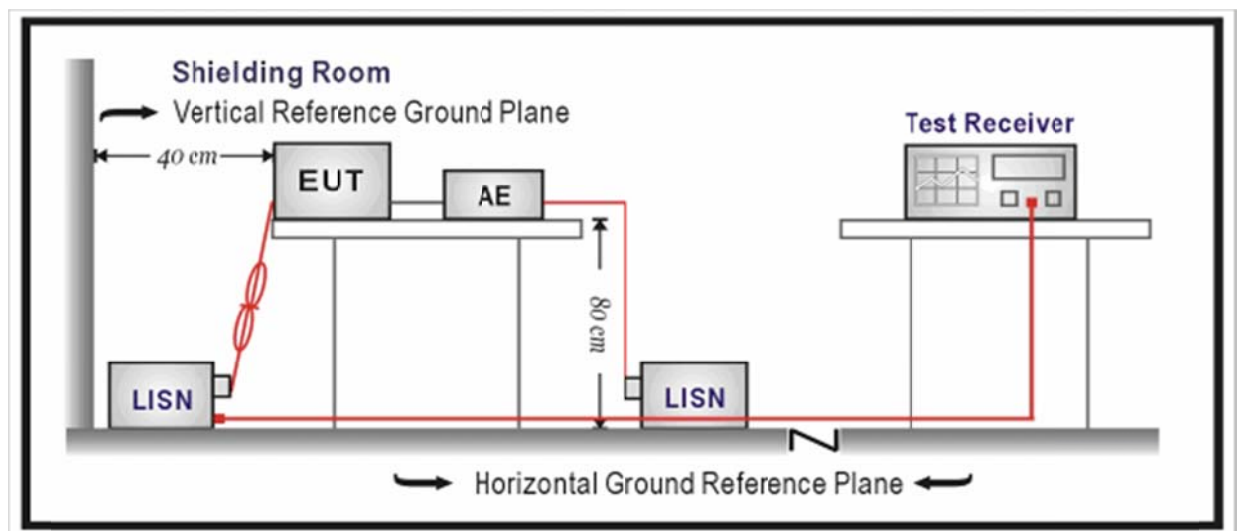 Shielding Room
Vertical Reference Ground Plane
Test Receiver
40 cm
EUT
AE
80 cm
LISN
LISN
Horizontal Ground Reference Plane